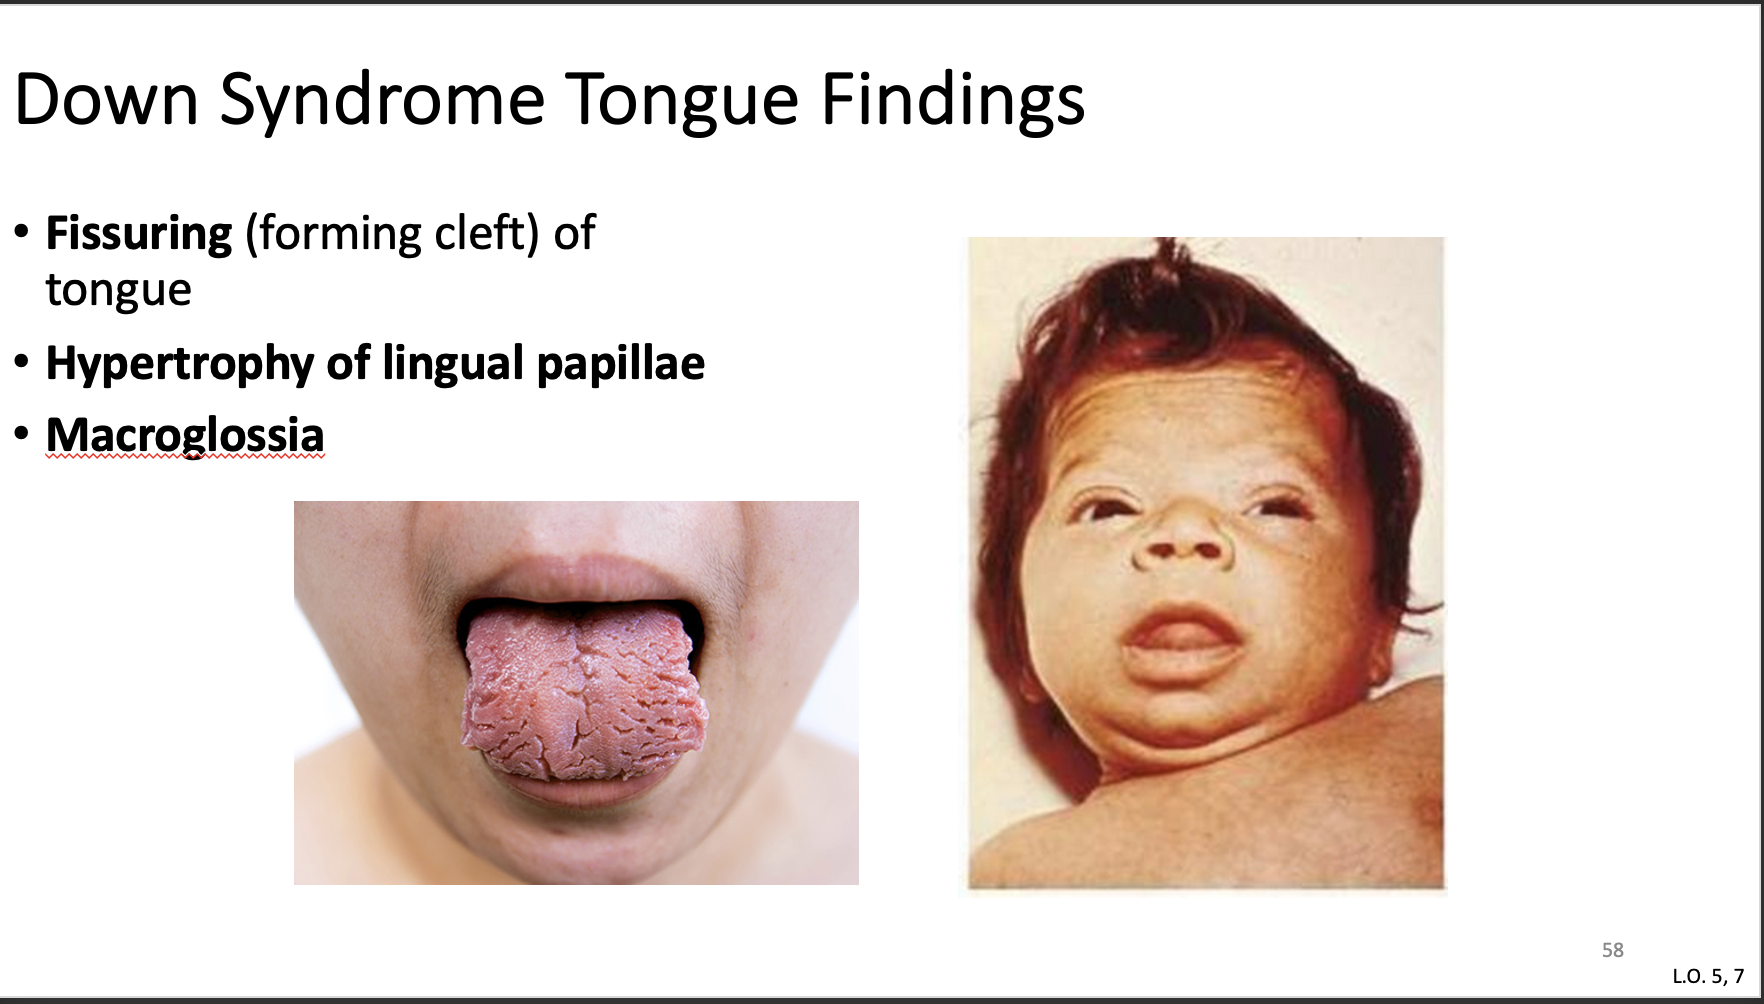 Down Syndrome Tongue Findings
• Fissuring (forming cleft) of
tongue
• Hypertrophy of lingual papillae
• Macroglossia
58
L.O. 5, 7